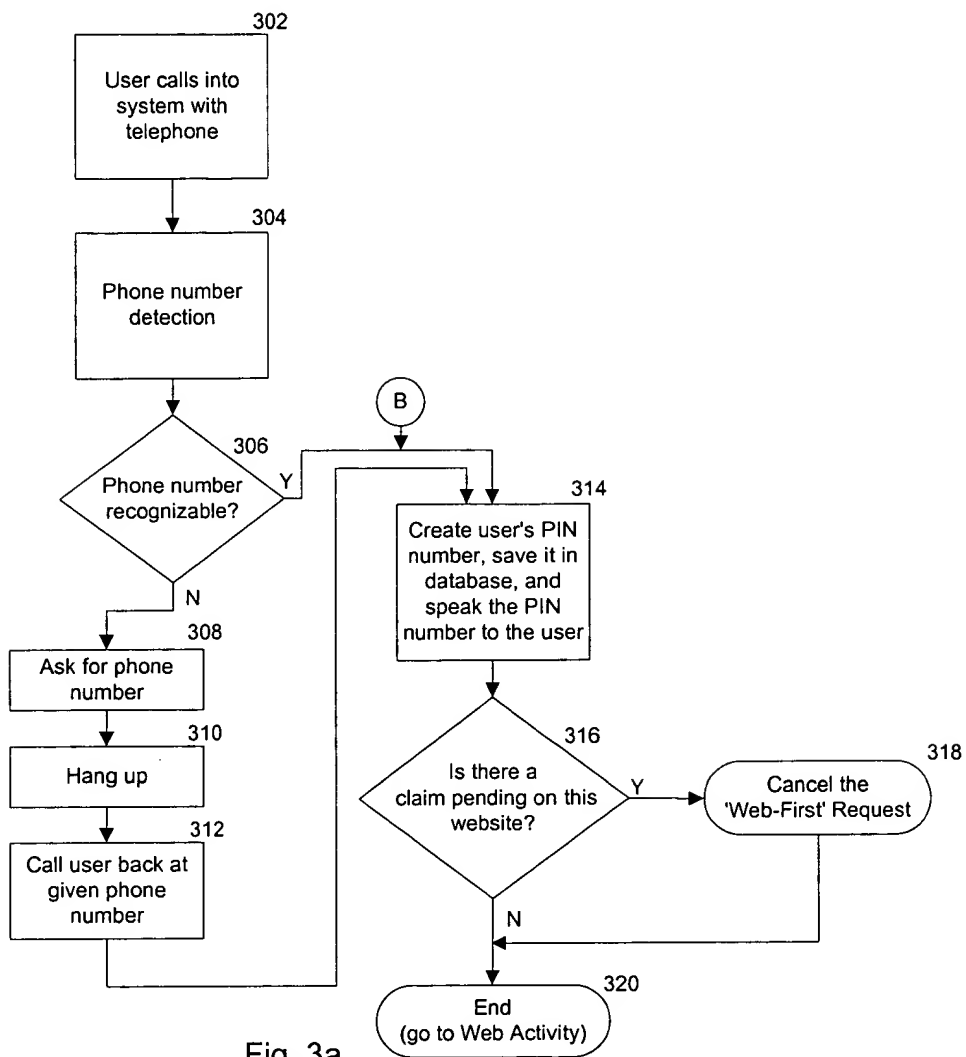 302
User calls into
system with
telephone
304
Phone number
detection
B
306
Phone number
recognizable?
Y
N
308
Ask for phone
number
310
Hang up
312
Call user back at
given phone
number
314
Create user's PIN
number, save it in
database, and
speak the PIN
number to the user
316
Is there a
claim pending on this
website?
Y
N
318
Cancel the
'Web-First' Request
320
End
(go to Web Activity)
Fig. 3a